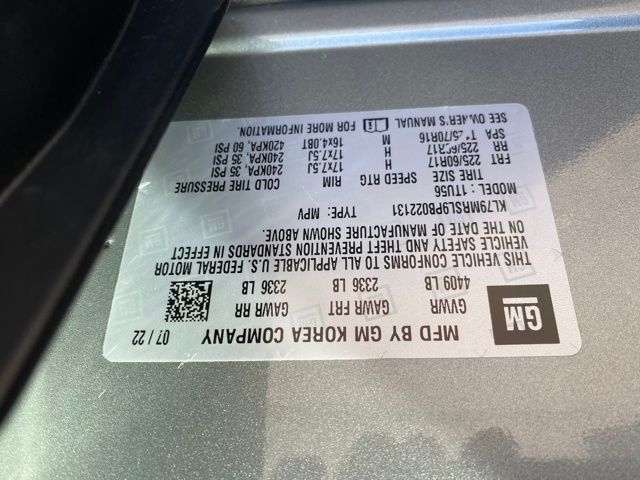 GM
MFD BY GM KOREA COMPANY 07 / 22
GVWR GAWR FRT GAWR RR
4409 LB 2336 LB 2336 LB
THIS VEHICLE CONFORMS TO ALL APPLICABLE U.S. FEDERAL MOTOR
VEHICLE SAFETY AND THEFT PREVENTION STANDARDS IN EFFECT
ON THE DATE OF MANUFACTURE SHOWN ABOVE.
KL79MRSL9PB022131 TYPE: MPV
MODEL: 1TU56
TIRE SIZE SPEED RTG RIM COLD TIRE PRESSURE
FRT 225/60R17 H 17x7.5J 240KPA, 35 PSI
RR H 17x7.5J 240KPA, 35 PSI
SPA M 16x4.0BT 420KPA, 60 PSI
SEE OWNER'S MANUAL FOR MORE INFORMATION